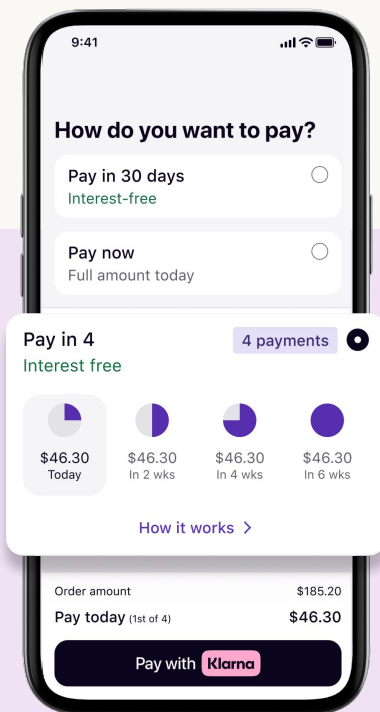 9:41
How do you want to pay?
Pay in 30 days
Interest-free
Pay now
Full amount today
Pay in 4
4 payments
Interest free
$46.30 $46.30 $46.30 $46.30
Today In 2 wks In 4 wks In 6 wks
How it works >
Order amount $185.20
Pay today (1st of 4) $46.30
Pay with Klarna